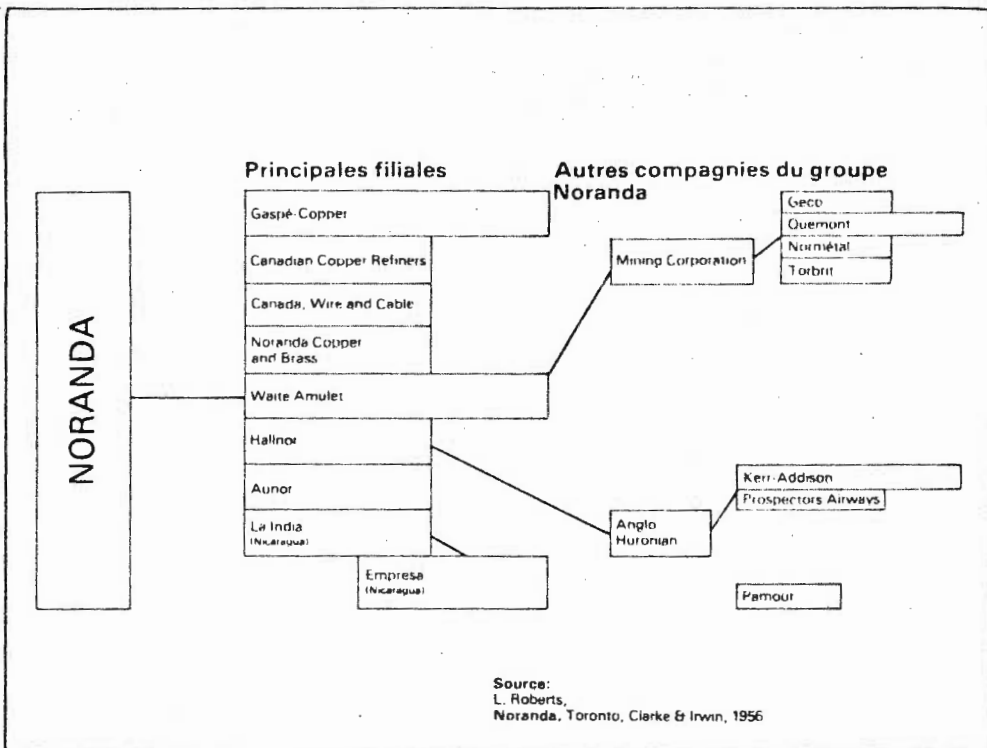 NORANDA
Principales filiales
Gaspé-Copper
Canadian Copper Refiners
Canada, Wire and Cable
Noranda Copper
and Brass
Waite Amulet
Hallnor
Aunor
La India
(Nicaragua)
Empresa
(Nicaragua)
Autres compagnies du groupe
Noranda
Mining Corporation
Geco
Quemont
Normétal
Torbrit
Anglo
Huronian
Kerr-Addison
Prospectors Airways
Pamour
Source:
L. Roberts,
Noranda, Toronto, Clarke & Irwin, 1956